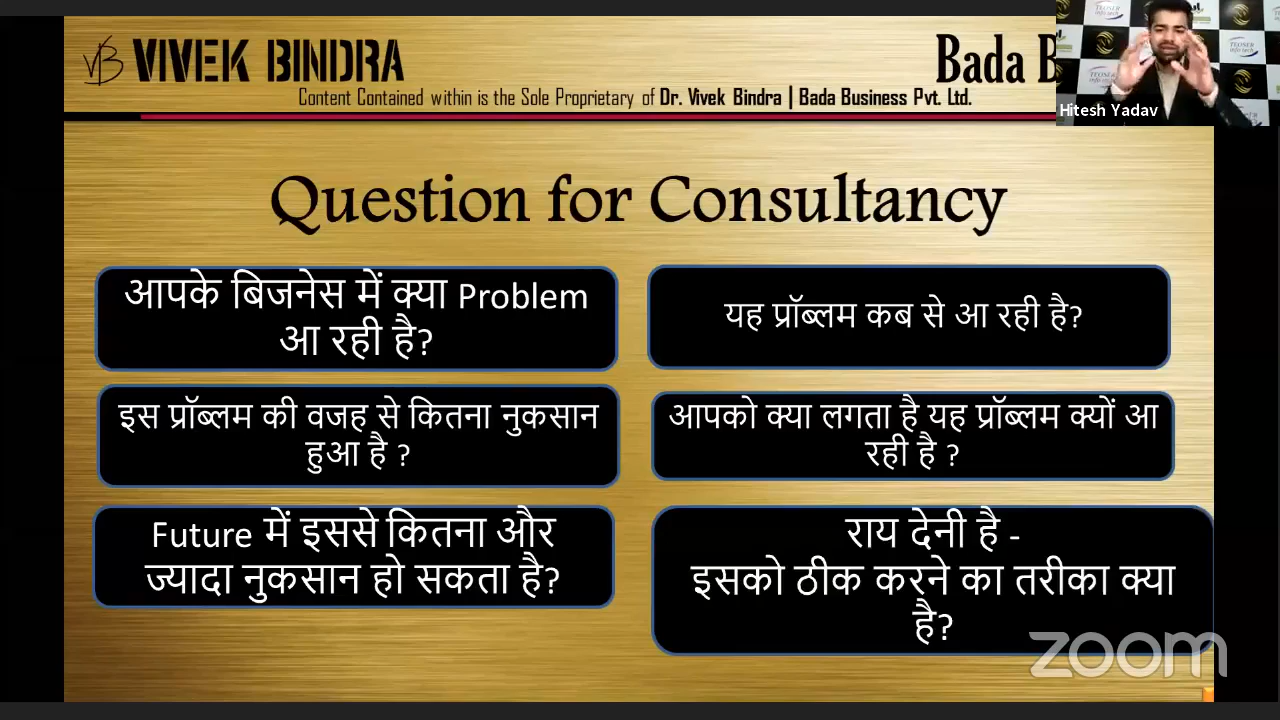 VB VIVEK BINDRA
Bada B
Content Contained within is the Sole Proprietary of Dr. Vivek Bindra | Bada Business Pvt. Ltd.
Hitesh Yadav
Question for Consultancy
आपके बिजनेस में क्या Problem
आ रही है?
यह प्रॉब्लम कब से आ रही है?
इस प्रॉब्लम की वजह से कितना नुकसान
हुआ है ?
आपको क्या लगता है यह प्रॉब्लम क्यों आ
रही है ?
Future में इससे कितना और
ज्यादा नुकसान हो सकता है?
राय देनी है -
इसको ठीक करने का तरीका क्या
है?
zoom